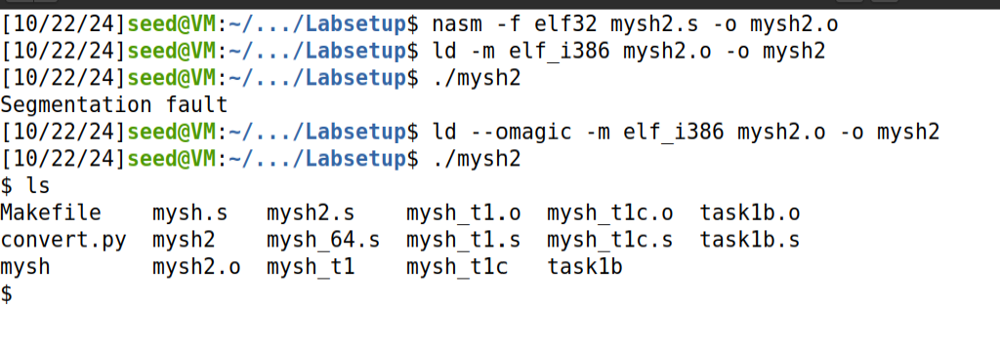 [10/22/24]seed@VM:~/.../Labsetup$ nasm -f elf32 mysh2.s -o mysh2.o
[10/22/24]seed@VM:~/.../Labsetup$ ld -m elf_i386 mysh2.o -o mysh2
[10/22/24]seed@VM:~/.../Labsetup$ ./mysh2
Segmentation fault
[10/22/24]seed@VM:~/.../Labsetup$ ld --omagic -m elf_i386 mysh2.o -o mysh2
[10/22/24]seed@VM:~/.../Labsetup$ ./mysh2
$ ls
Makefile    mysh.s   mysh2.s    mysh_t1.o  mysh_t1c.o  task1b.o
convert.py  mysh2    mysh_64.s  mysh_t1.s  mysh_t1c.s  task1b.s
mysh        mysh2.o  mysh_t1    mysh_t1c   task1b
$